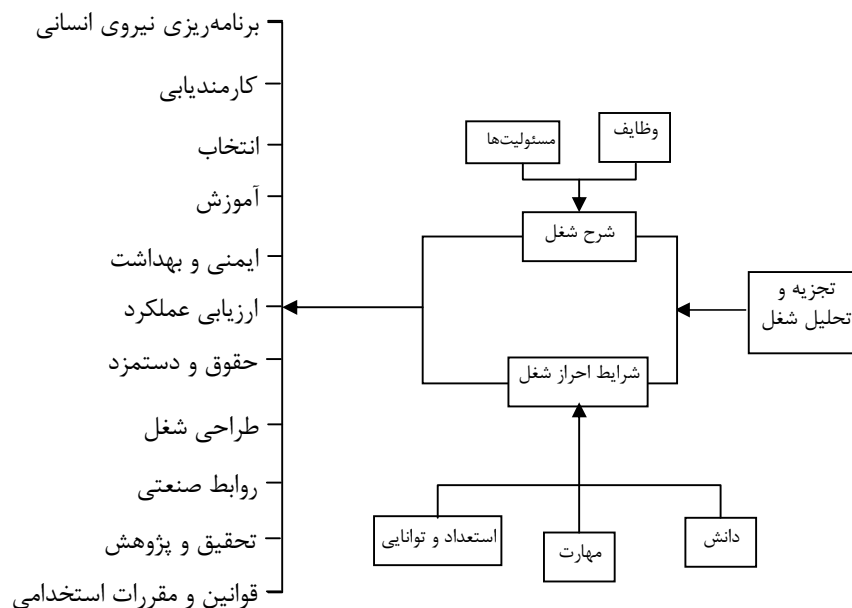 برنامه‌ریزی نیروی انسانی
کارمندیابی
انتخاب
آموزش
ایمنی و بهداشت
ارزیابی عملکرد
حقوق و دستمزد
طراحی شغل
روابط صنعتی
تحقیق و پژوهش
قوانین و مقررات استخدامی
وظایف
مسئولیت‌ها
شرح شغل
تجزیه و
تحلیل شغل
شرایط احراز شغل
دانش
مهارت
استعداد و توانایی